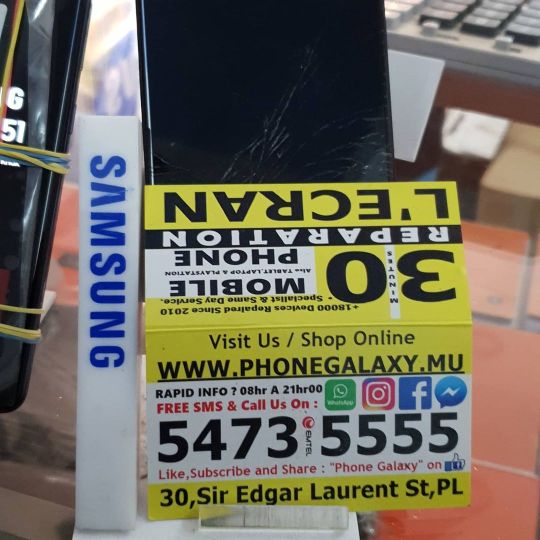 G
5]
SAMSUNG
L'ECRAN
REPARATION
30
MINUTES
MOBILE PHONE
Also TABLET, LAPTOP & PLAYSTATION
• Specialist & Same Day Service.
+18000 Devices Repaired Since 2010
Visit Us / Shop Online
WWW.PHONEGALAXY.MU
RAPID INFO ? 08hr A 21hr00
FREE SMS & Call Us On :
WhatsApp
5473 5555
EMTEL
Like,Subscribe and Share : "Phone Galaxy" on
30,Sir Edgar Laurent St,PL